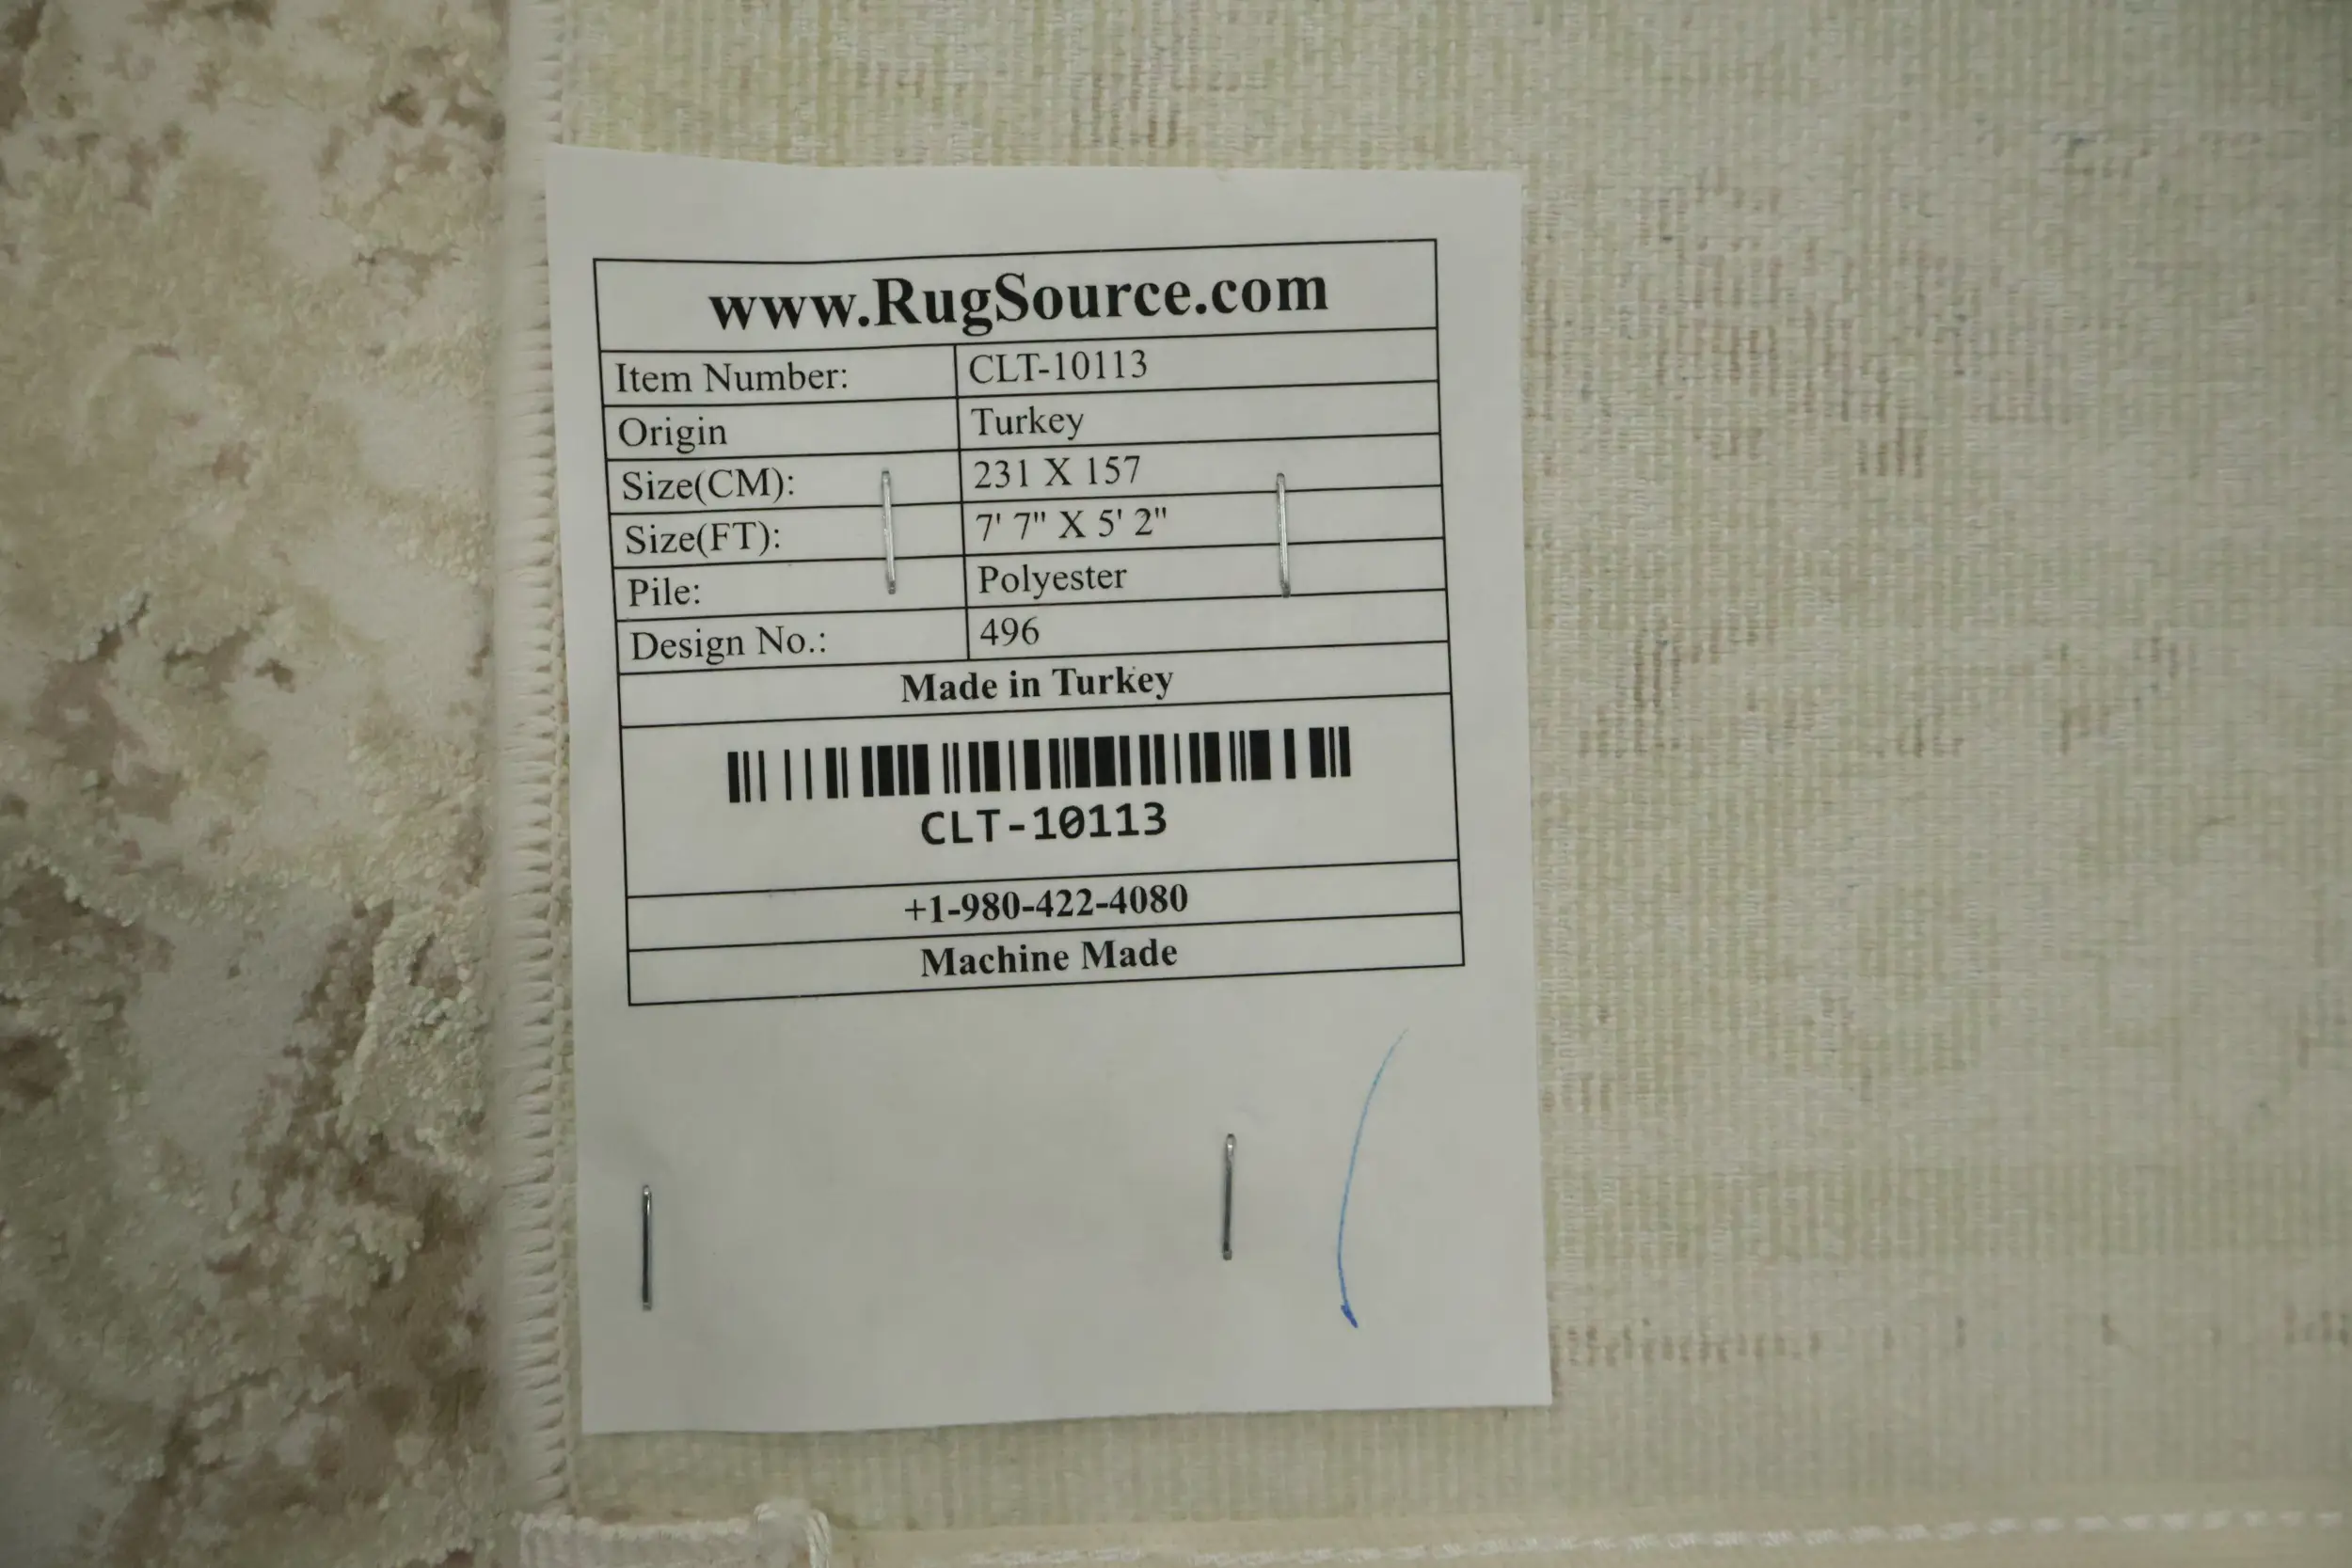 www.RugSource.com
Item Number: CLT-10113
Origin Turkey
Size(CM): 231 X 157
Size(FT): 7' 7" X 5' 2"
Pile: Polyester
Design No.: 496
Made in Turkey
CLT-10113
+1-980-422-4080
Machine Made